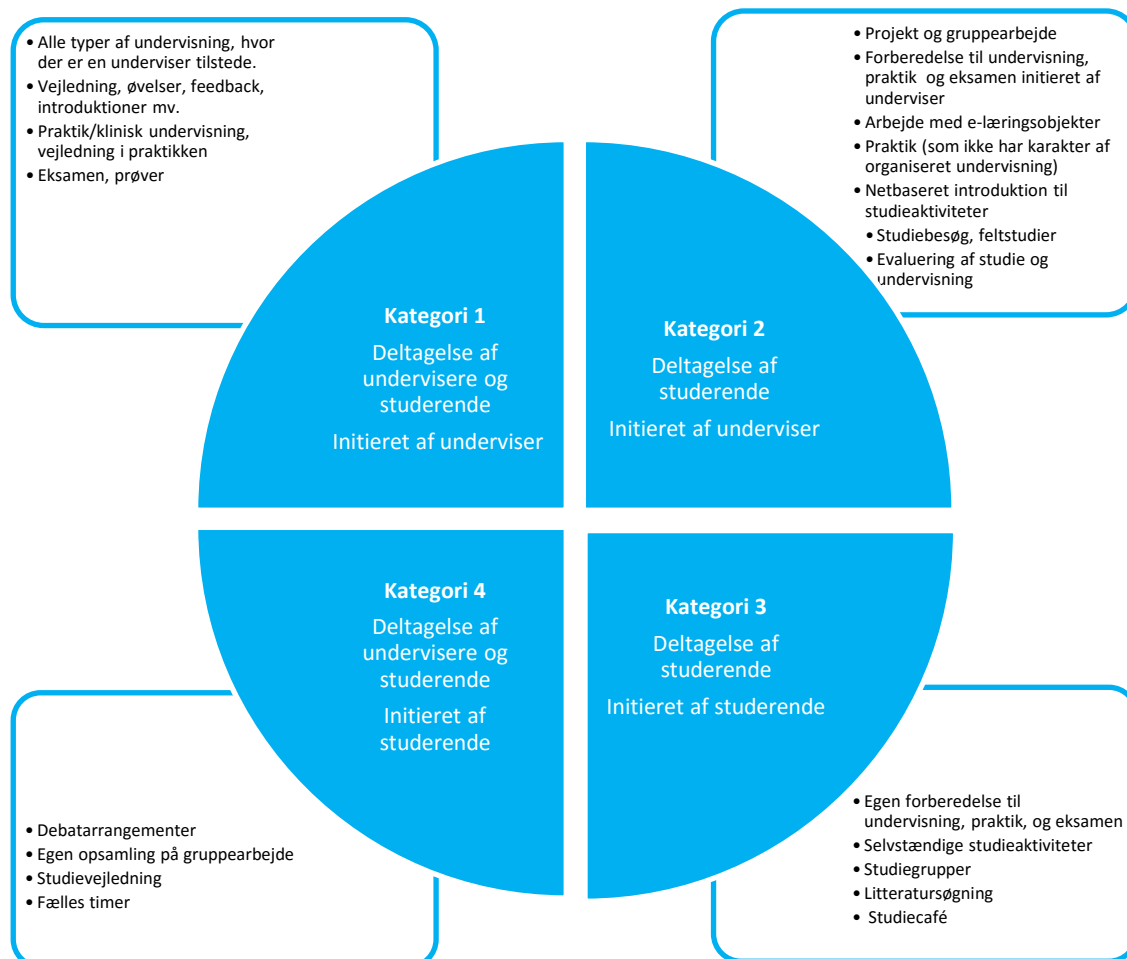 • Alle typer af undervisning, hvor
der er en underviser tilstede.
• Vejledning, øvelser, feedback,
introduktioner mv.
• Praktik/klinisk undervisning,
vejledning i praktikken
• Eksamen, prøver
• Projekt og gruppearbejde
• Forberedelse til undervisning,
praktik og eksamen initieret af
underviser
• Arbejde med e-læringsobjekter
• Praktik (som ikke har karakter af
organiseret undervisning)
• Netbaseret introduktion til
studieaktiviteter
• Studiebesøg, feltstudier
• Evaluering af studie og
undervisning
Kategori 1
Deltagelse af
undervisere og
studerende
Initieret af underviser
Kategori 2
Deltagelse af
studerende
Initieret af underviser
Kategori 4
Deltagelse af
undervisere og
studerende
Initieret af
studerende
Kategori 3
Deltagelse af
studerende
Initieret af studerende
• Debatarrangementer
• Egen opsamling på gruppearbejde
• Studievejledning
• Fælles timer
• Egen forberedelse til
undervisning, praktik, og eksamen
• Selvstændige studieaktiviteter
• Studiegrupper
• Litteratursøgning
• Studiecafé